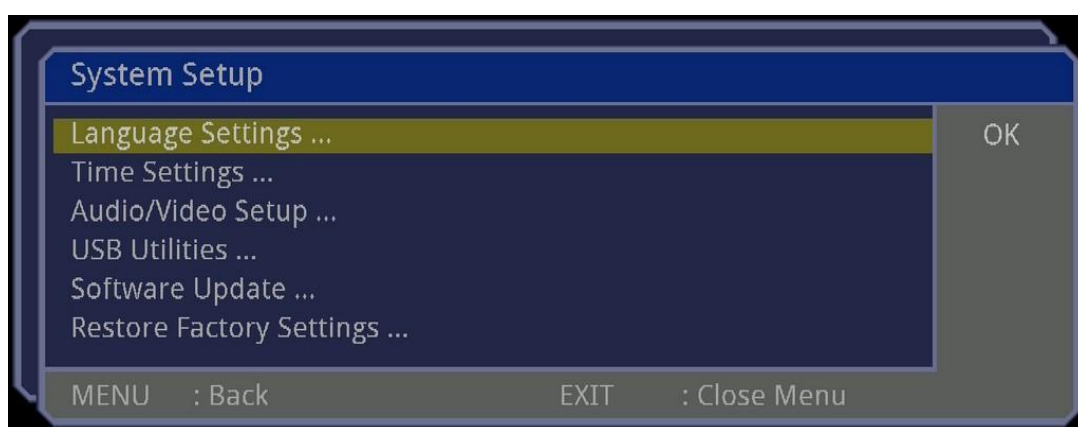 System Setup
Language Settings ... OK
Time Settings ...
Audio/Video Setup ...
USB Utilities ...
Software Update ...
Restore Factory Settings ...
MENU : Back EXIT : Close Menu